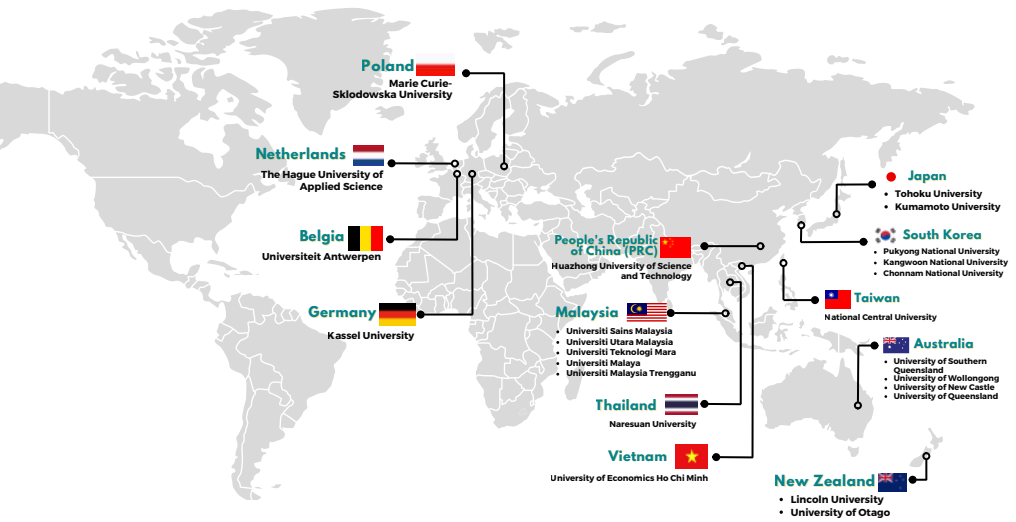 Poland
Marie Curie-
Sklodowska University
Netherlands
The Hague University of
Applied Science
Belgia
Universiteit Antwerpen
Germany
Kassel University
People's Republic
of China (PRC)
Huazhong University of Science
and Technology
Malaysia
• Universiti Sains Malaysia
• Universiti Utara Malaysia
• Universiti Teknologi Mara
• Universiti Malaya
• Universiti Malaysia Trengganu
Thailand
Naresuan University
Vietnam
University of Economics Ho Chi Minh
Japan
• Tohoku University
• Kumamoto University
South Korea
• Pukyong National University
• Kangwoon National University
• Chonnam National University
Taiwan
National Central University
Australia
• University of Southern
Queensland
• University of Wollongong
• University of New Castle
• University of Queensland
New Zealand
• Lincoln University
• University of Otago